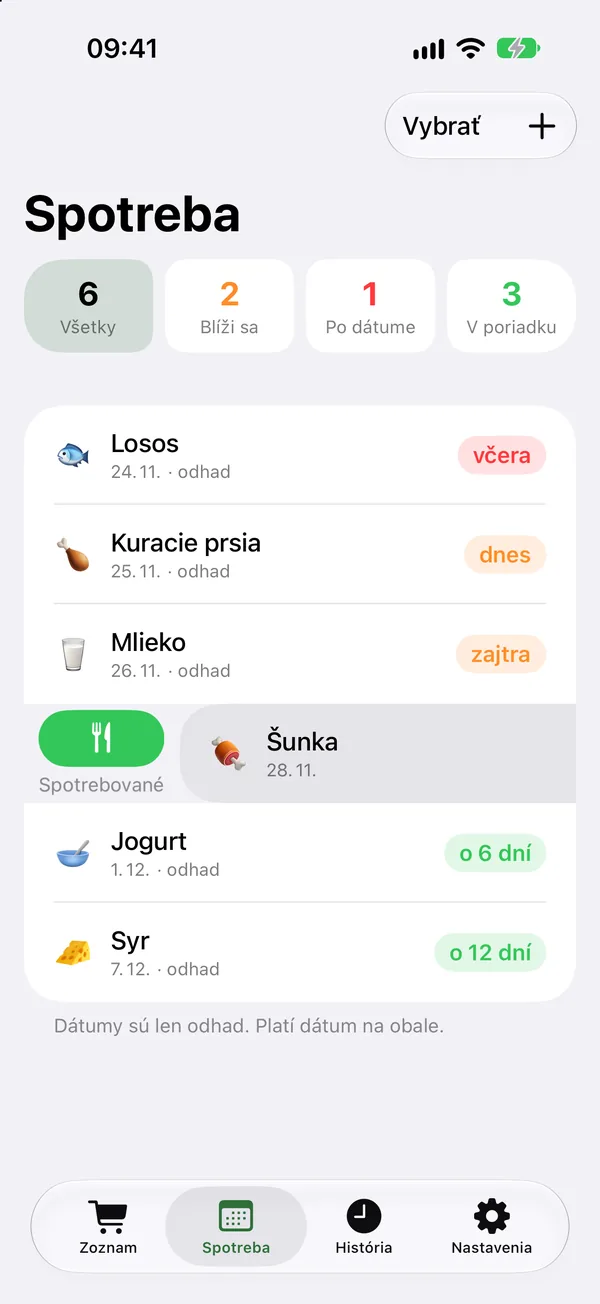 09:41
Vybrať
Spotreba
6
Všetky
2
Blíži sa
1
Po dátume
3
V poriadku
Losos
24. 11. · odhad
včera
Kuracie prsia
25. 11. · odhad
dnes
Mlieko
26. 11. · odhad
zajtra
Spotrebované
Šunka
28. 11.
Jogurt
1. 12. · odhad
o 6 dní
Syr
7. 12. · odhad
o 12 dní
Dátumy sú len odhad. Platí dátum na obale.
Zoznam
Spotreba
História
Nastavenia